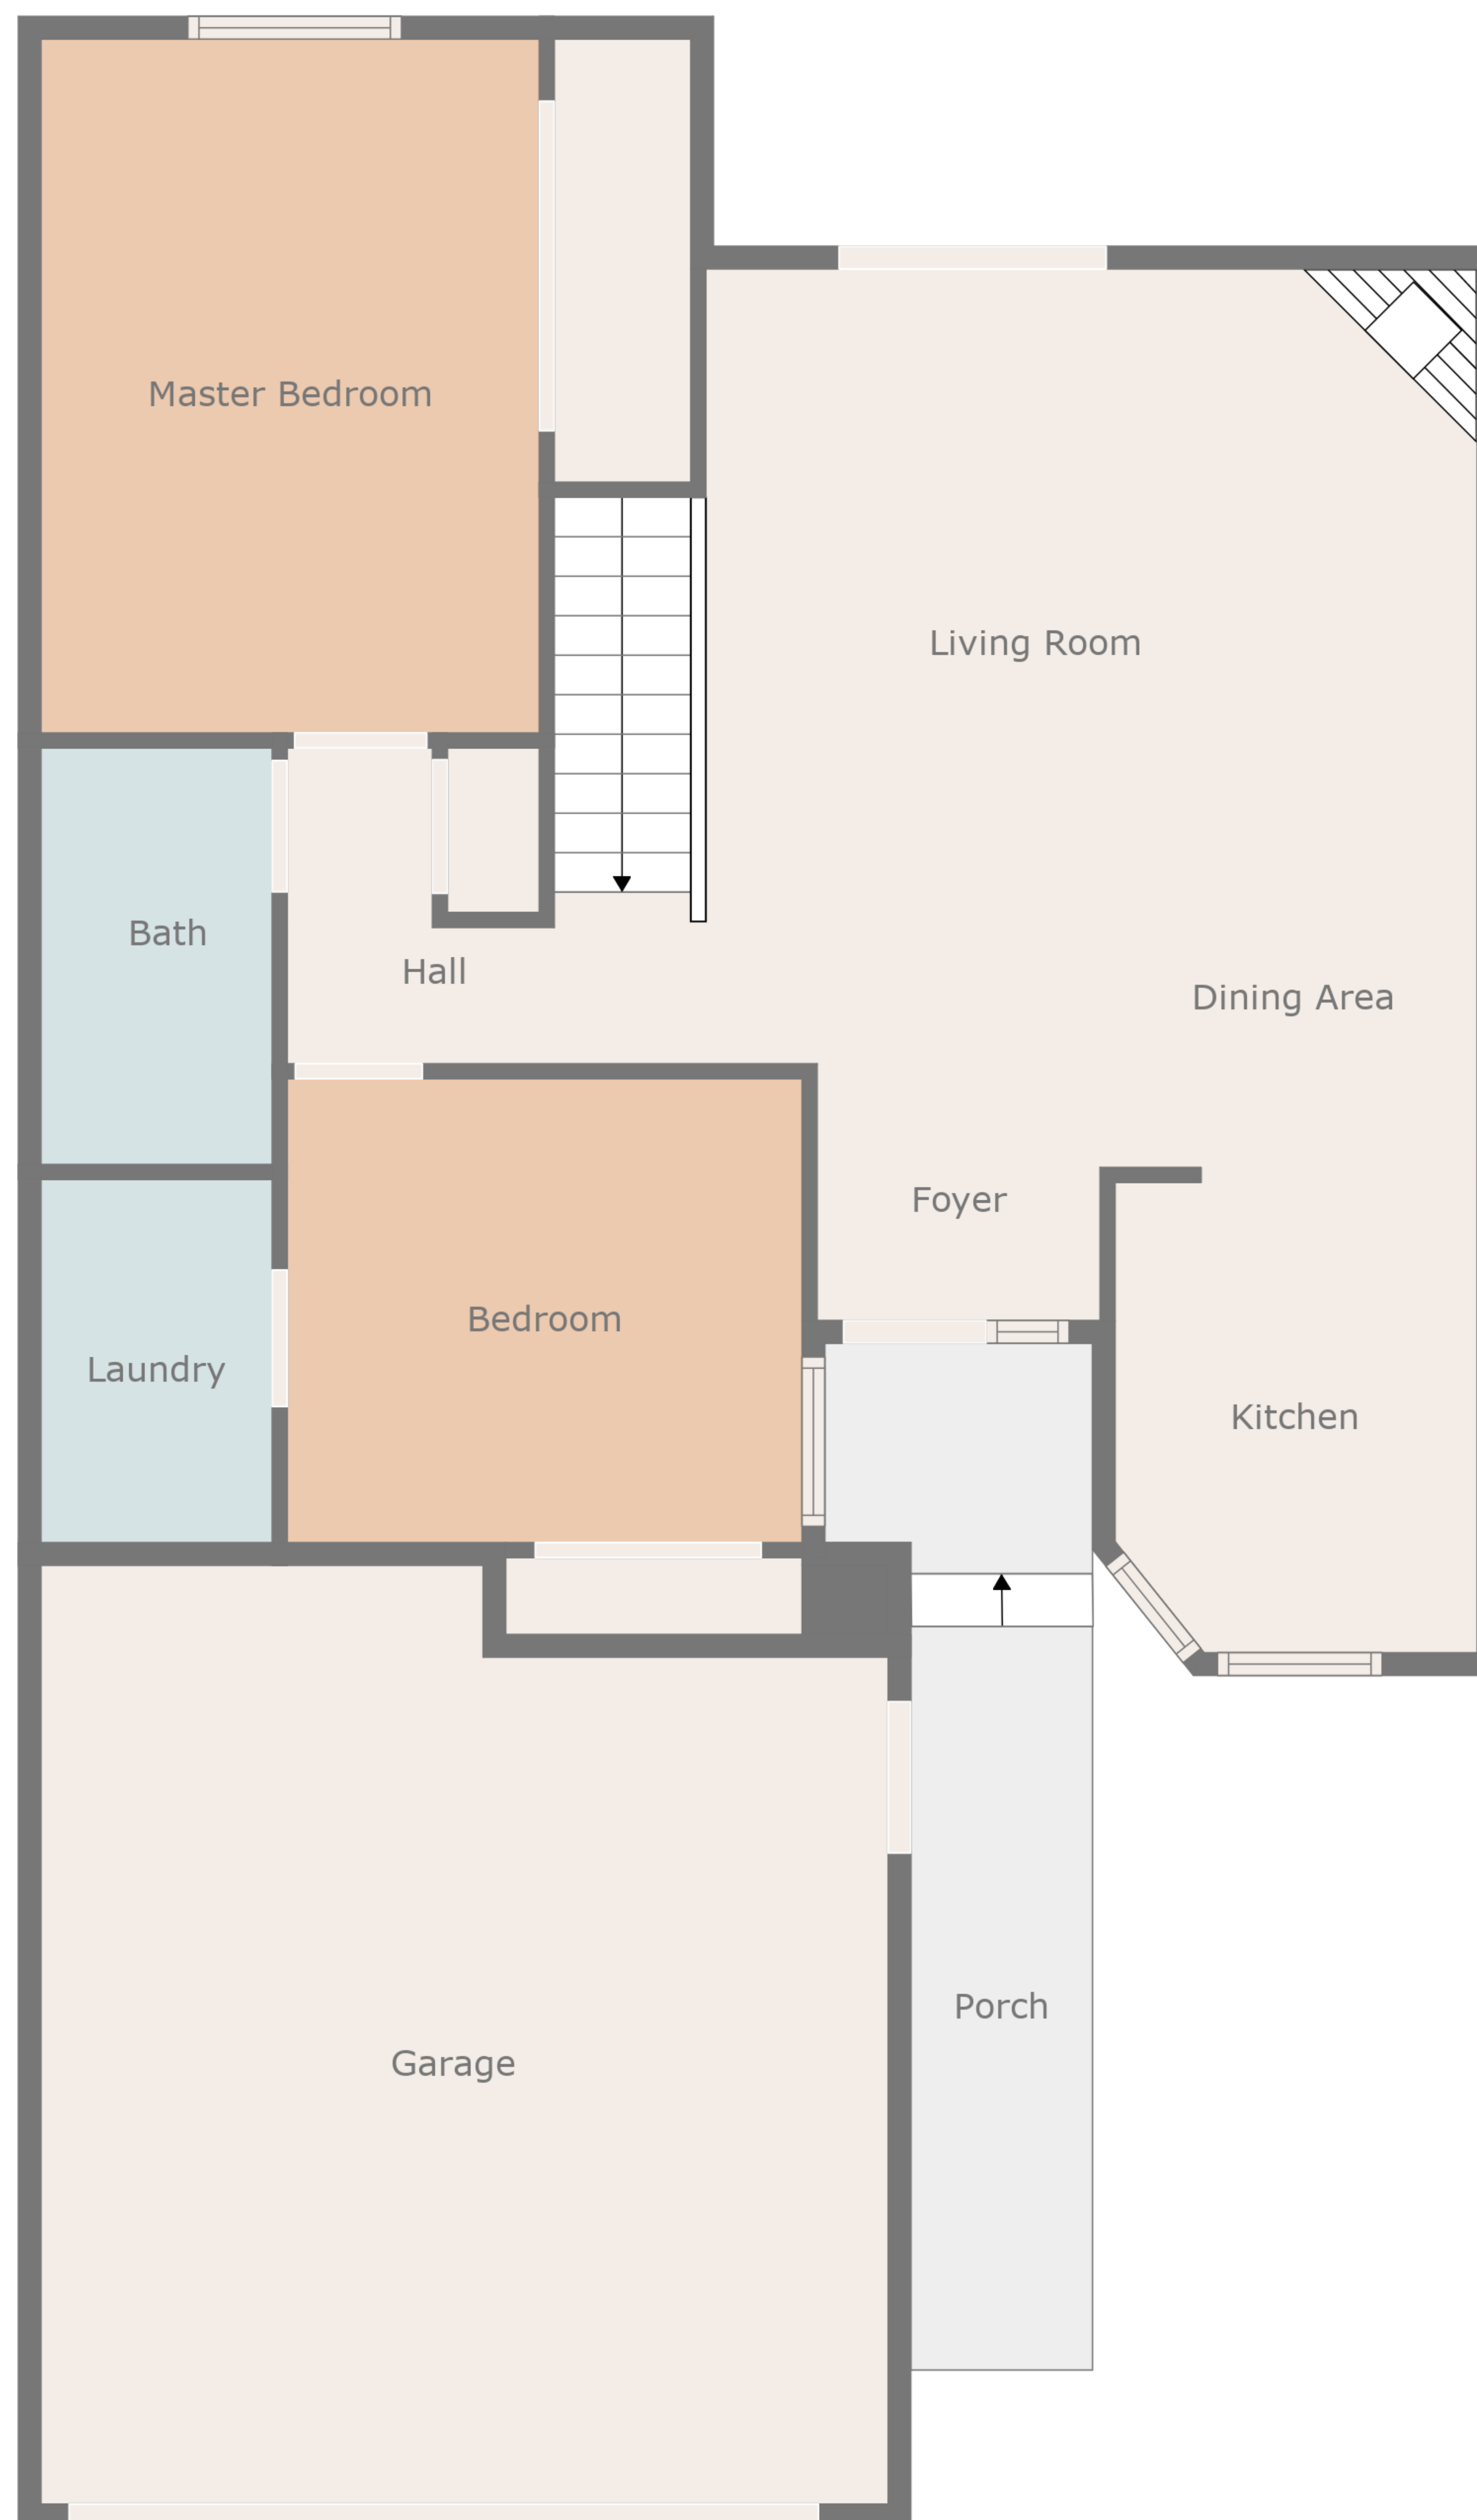 Master Bedroom
Living Room
Bath
Hall
Dining Area
Foyer
Bedroom
Laundry
Kitchen
Porch
Garage